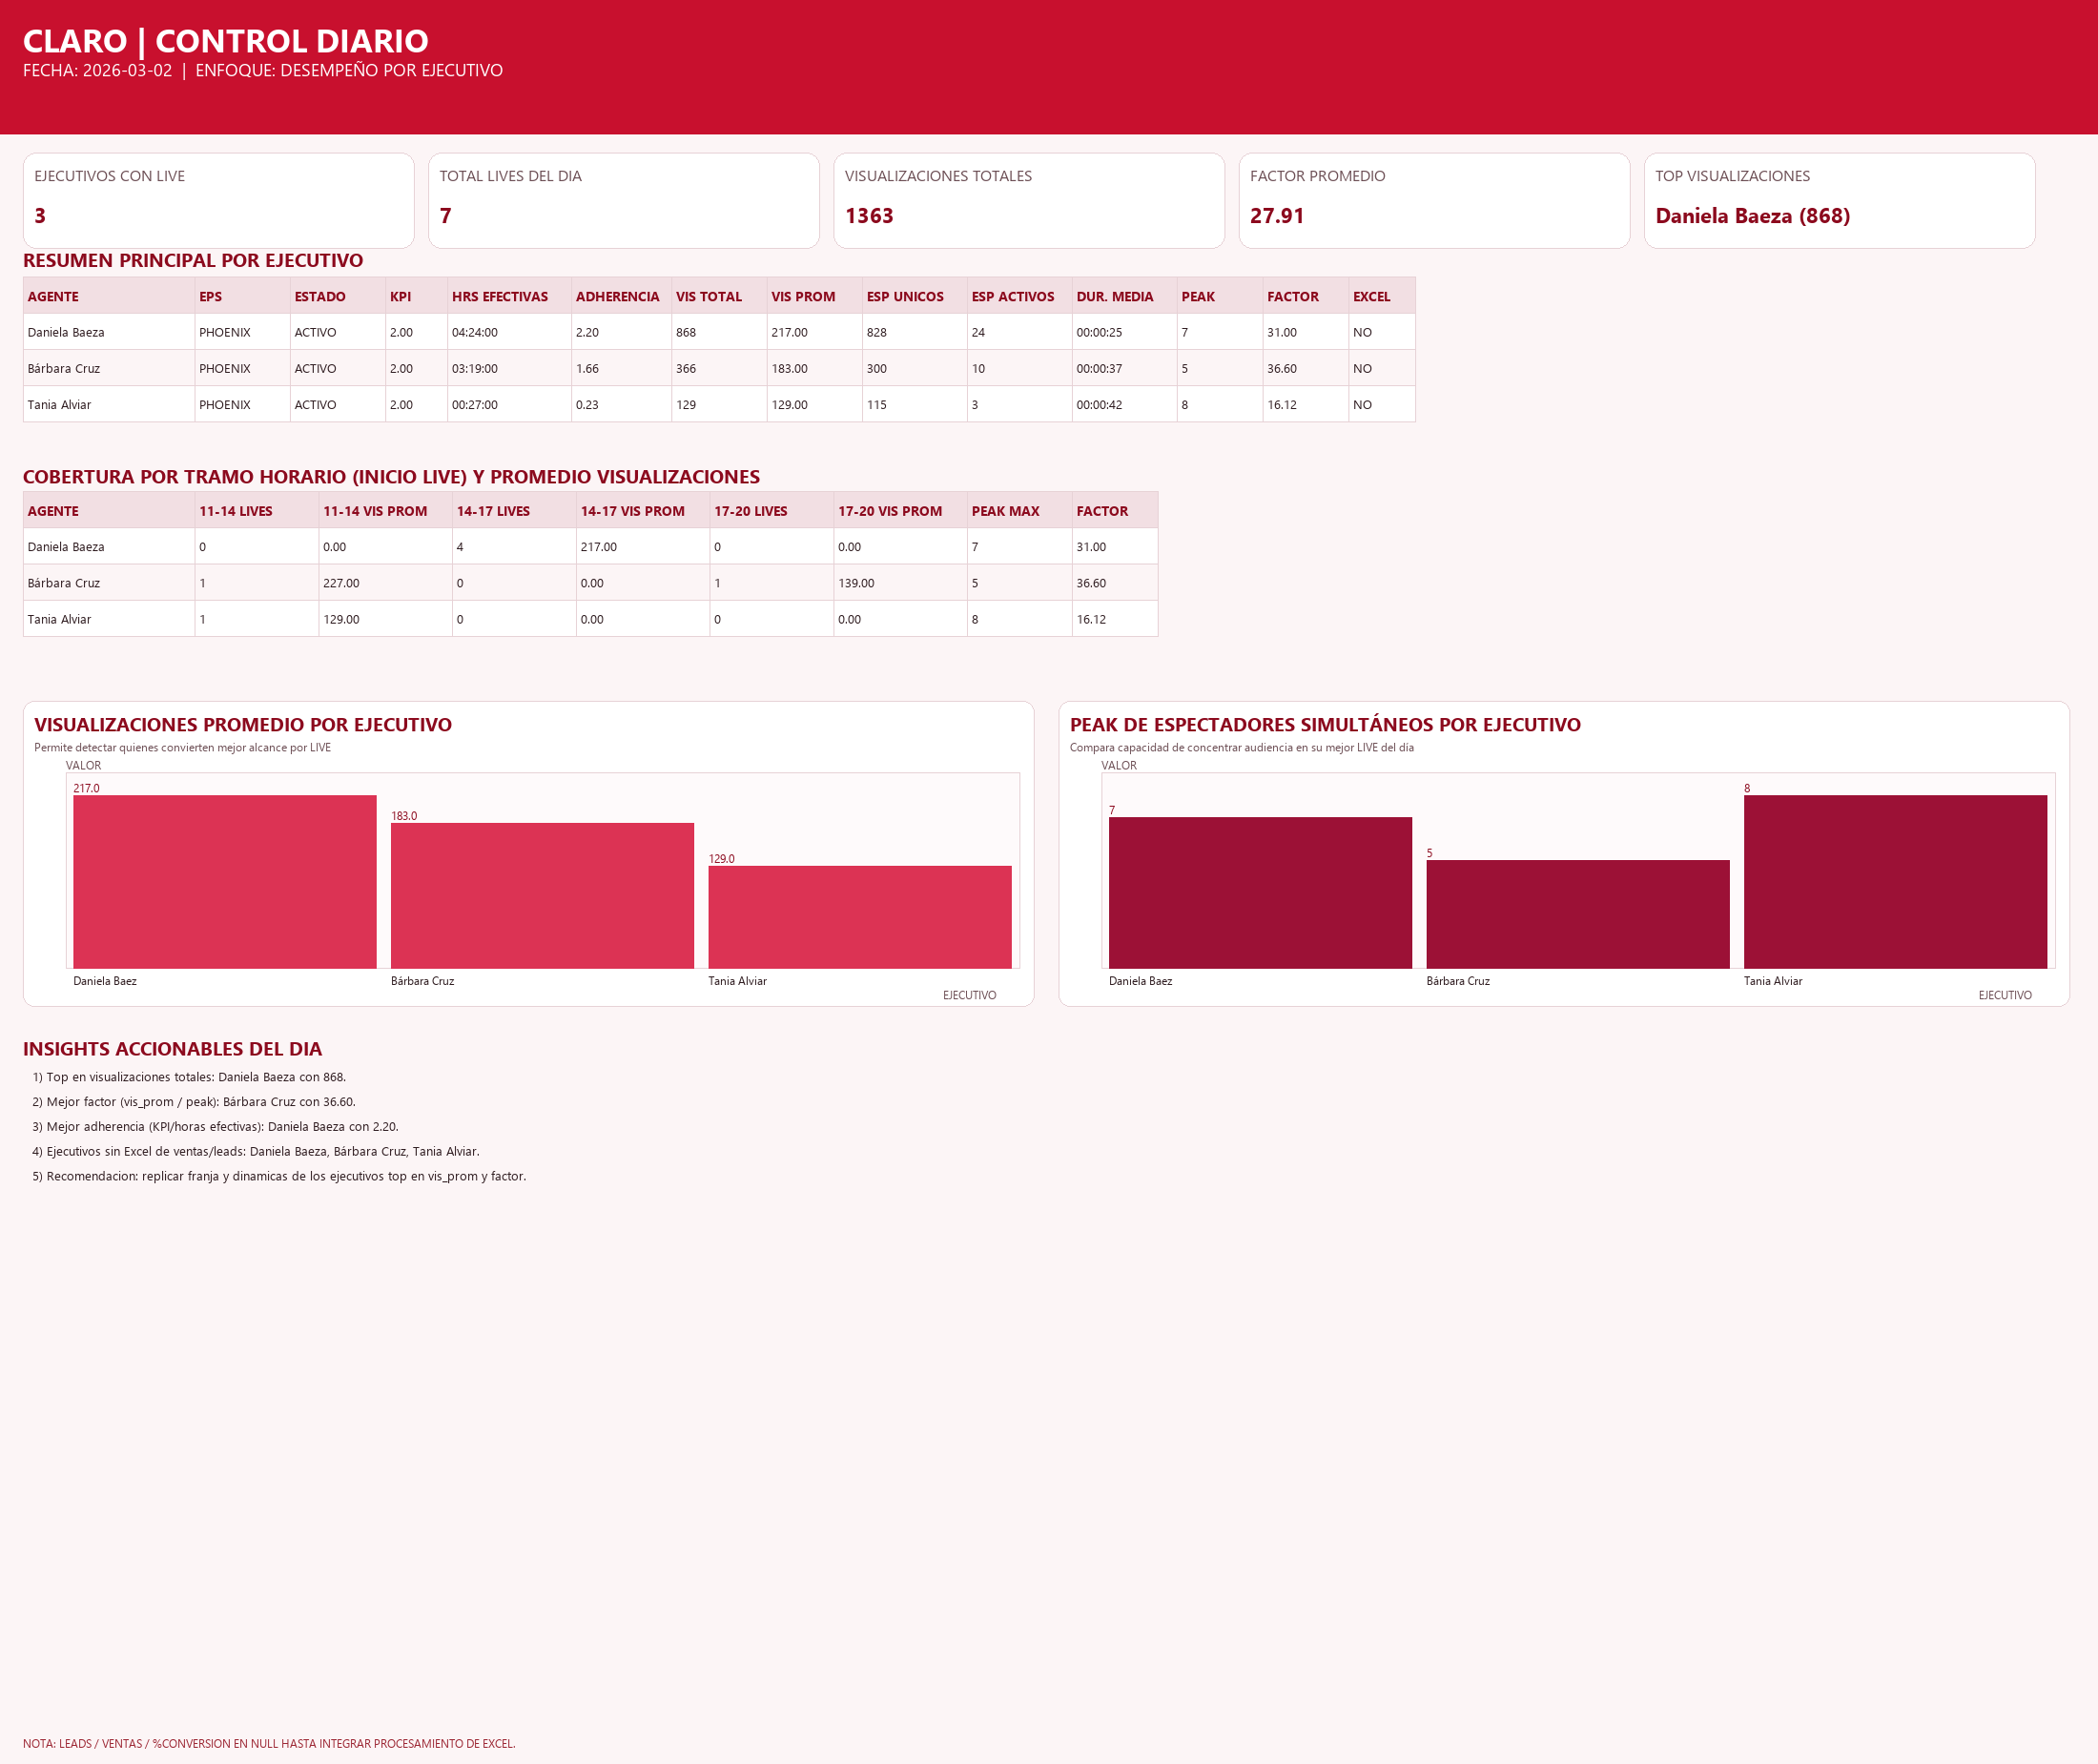 CLARO | CONTROL DIARIO
FECHA: 2026-03-02 | ENFOQUE: DESEMPEÑO POR EJECUTIVO
EJECUTIVOS CON LIVE
3
TOTAL LIVES DEL DIA
7
VISUALIZACIONES TOTALES
1363
FACTOR PROMEDIO
27.91
TOP VISUALIZACIONES
Daniela Baeza (868)
RESUMEN PRINCIPAL POR EJECUTIVO
AGENTE EPS ESTADO KPI HRS EFECTIVAS ADHERENCIA VIS TOTAL VIS PROM ESP UNICOS ESP ACTIVOS DUR. MEDIA PEAK FACTOR EXCEL
Daniela Baeza PHOENIX ACTIVO 2.00 04:24:00 2.20 868 217.00 828 24 00:00:25 7 31.00 NO
Bárbara Cruz PHOENIX ACTIVO 2.00 03:19:00 1.66 366 183.00 300 10 00:00:37 5 36.60 NO
Tania Alviar PHOENIX ACTIVO 2.00 00:27:00 0.23 129 129.00 115 3 00:00:42 8 16.12 NO
COBERTURA POR TRAMO HORARIO (INICIO LIVE) Y PROMEDIO VISUALIZACIONES
AGENTE 11-14 LIVES 11-14 VIS PROM 14-17 LIVES 14-17 VIS PROM 17-20 LIVES 17-20 VIS PROM PEAK MAX FACTOR
Daniela Baeza 0 0.00 4 217.00 0 0.00 7 31.00
Bárbara Cruz 1 227.00 0 0.00 1 139.00 5 36.60
Tania Alviar 1 129.00 0 0.00 0 0.00 8 16.12
VISUALIZACIONES PROMEDIO POR EJECUTIVO
Permite detectar quienes convierten mejor alcance por LIVE
VALOR
217.0
183.0
129.0
Daniela Baez Bárbara Cruz Tania Alviar
EJECUTIVO
PEAK DE ESPECTADORES SIMULTÁNEOS POR EJECUTIVO
Compara capacidad de concentrar audiencia en su mejor LIVE del día
VALOR
7
5
8
Daniela Baez Bárbara Cruz Tania Alviar
EJECUTIVO
INSIGHTS ACCIONABLES DEL DIA
1) Top en visualizaciones totales: Daniela Baeza con 868.
2) Mejor factor (vis_prom / peak): Bárbara Cruz con 36.60.
3) Mejor adherencia (KPI/horas efectivas): Daniela Baeza con 2.20.
4) Ejecutivos sin Excel de ventas/leads: Daniela Baeza, Bárbara Cruz, Tania Alviar.
5) Recomendacion: replicar franja y dinamicas de los ejecutivos top en vis_prom y factor.
NOTA: LEADS / VENTAS / %CONVERSION EN NULL HASTA INTEGRAR PROCESAMIENTO DE EXCEL.